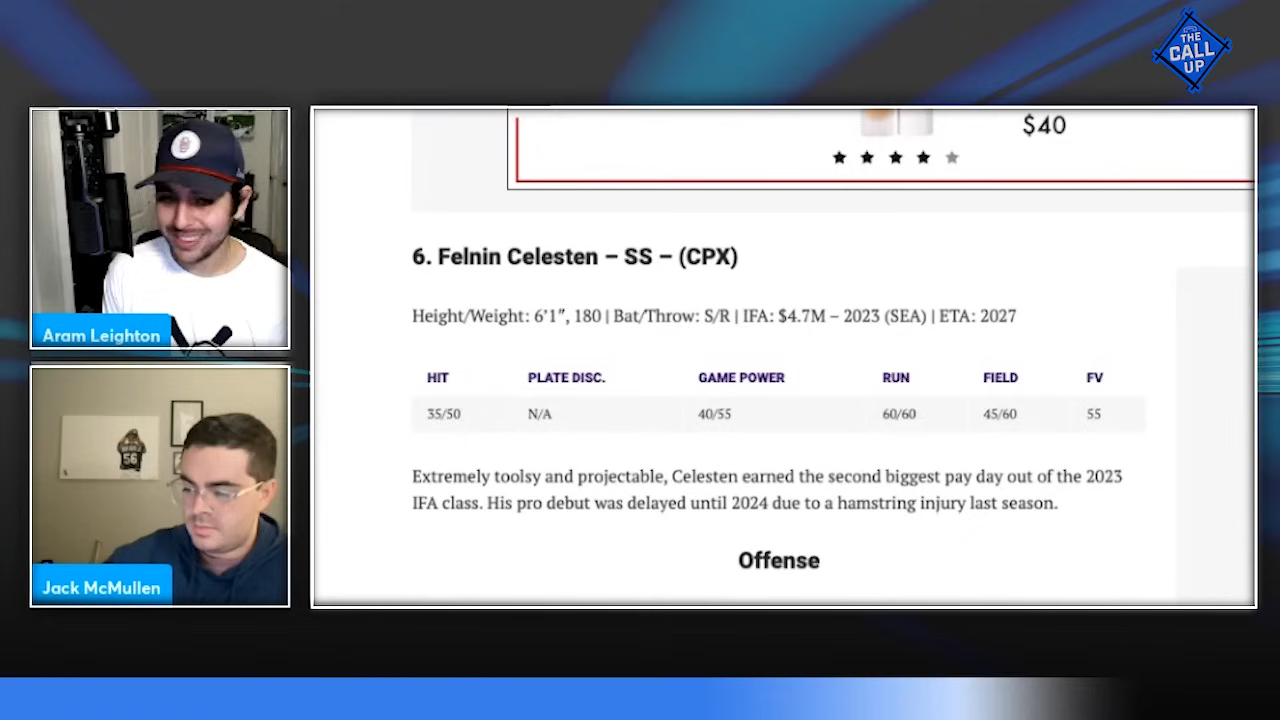 THE
CALL
UP
$40
6. Felnin Celesten – SS – (CPX)
Height/Weight: 6’1″, 180 | Bat/Throw: S/R | IFA: $4.7M – 2023 (SEA) | ETA: 2027
HIT PLATE DISC. GAME POWER RUN FIELD FV
35/50 N/A 40/55 60/60 45/60 55
Extremely toolsy and projectable, Celesten earned the second biggest pay day out of the 2023
IFA class. His pro debut was delayed until 2024 due to a hamstring injury last season.
Offense
Aram Leighton
56
Jack McMullen